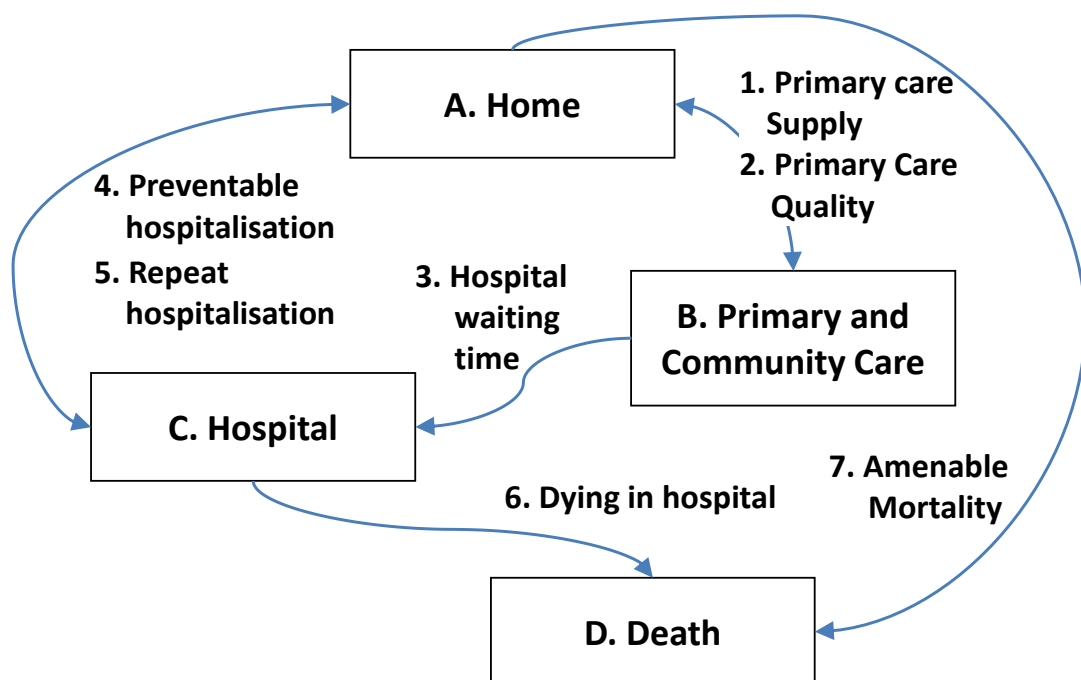 A. Home
1. Primary care
Supply
2. Primary Care
Quality
4. Preventable
hospitalisation
5. Repeat
hospitalisation
3. Hospital
waiting
time
B. Primary and
Community Care
C. Hospital
7. Amenable
Mortality
6. Dying in hospital
D. Death